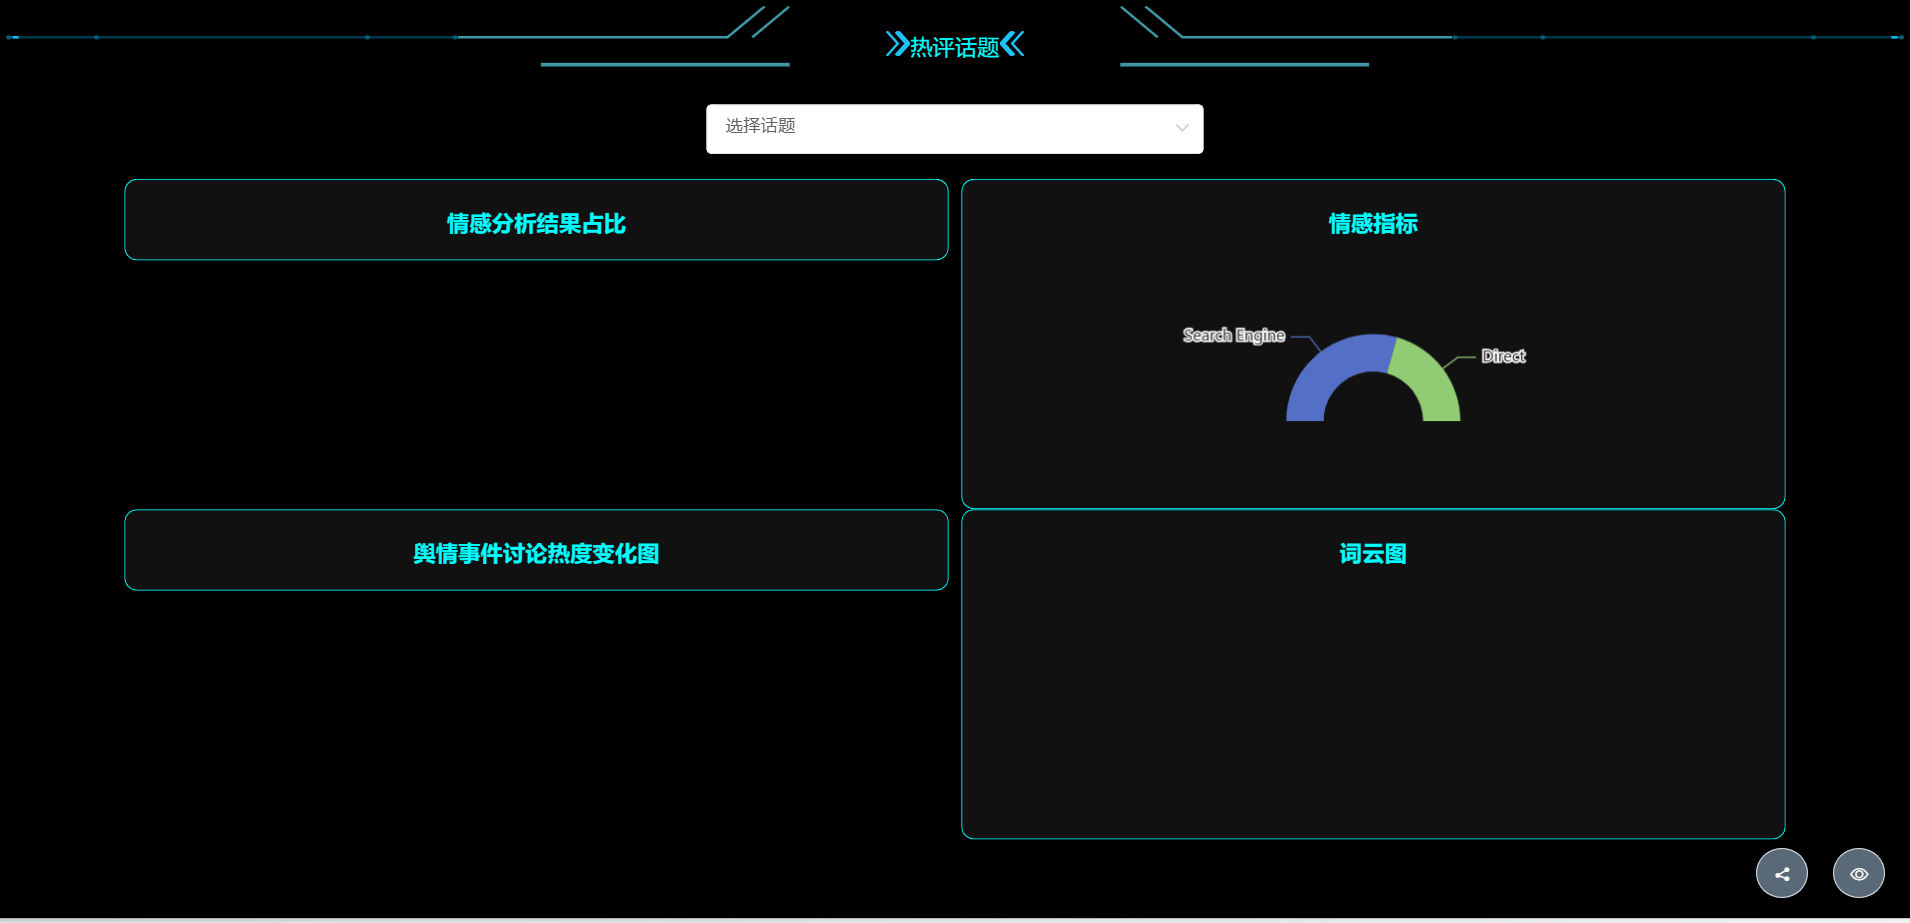 热评话题
选择话题
情感分析结果占比
情感指标
Search Engine
Direct
舆情事件讨论热度变化图
词云图